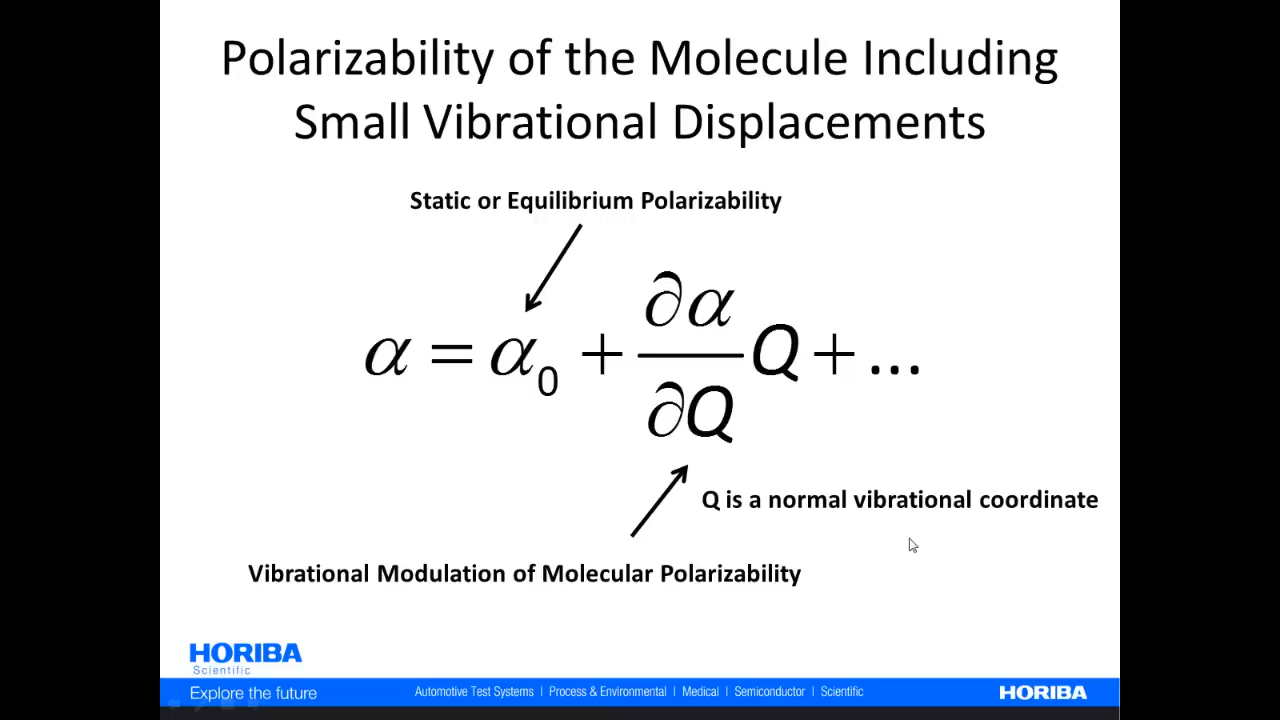 Polarizability of the Molecule Including
Small Vibrational Displacements
Static or Equilibrium Polarizability
α = α₀ + ∂α/∂Q Q + ...
Q is a normal vibrational coordinate
Vibrational Modulation of Molecular Polarizability
HORIBA
Scientific
Explore the future
Automotive Test Systems | Process & Environmental | Medical | Semiconductor | Scientific
HORIBA